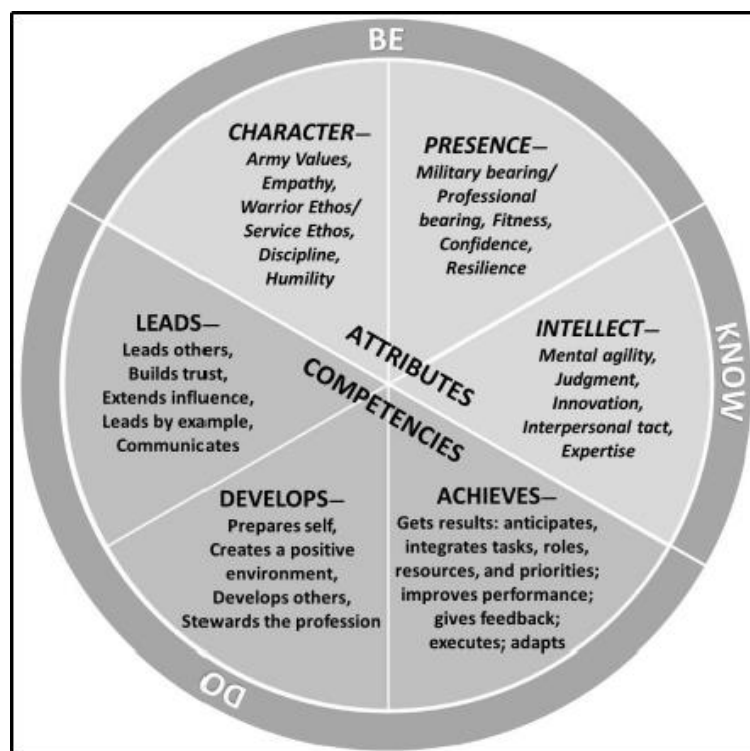 BE
CHARACTER—
Army Values,
Empathy,
Warrior Ethos/
Service Ethos,
Discipline,
Humility
PRESENCE—
Military bearing/
Professional
bearing, Fitness,
Confidence,
Resilience
KNOW
INTELLECT—
Mental agility,
Judgment,
Innovation,
Interpersonal tact,
Expertise
ATTRIBUTES
COMPETENCIES
LEADS—
Leads others,
Builds trust,
Extends influence,
Leads by example,
Communicates
DEVELOPS—
Prepares self,
Creates a positive
environment,
Develops others,
Stewards the profession
ACHIEVES—
Gets results: anticipates,
integrates tasks, roles,
resources, and priorities;
improves performance;
gives feedback;
executes; adapts
DO